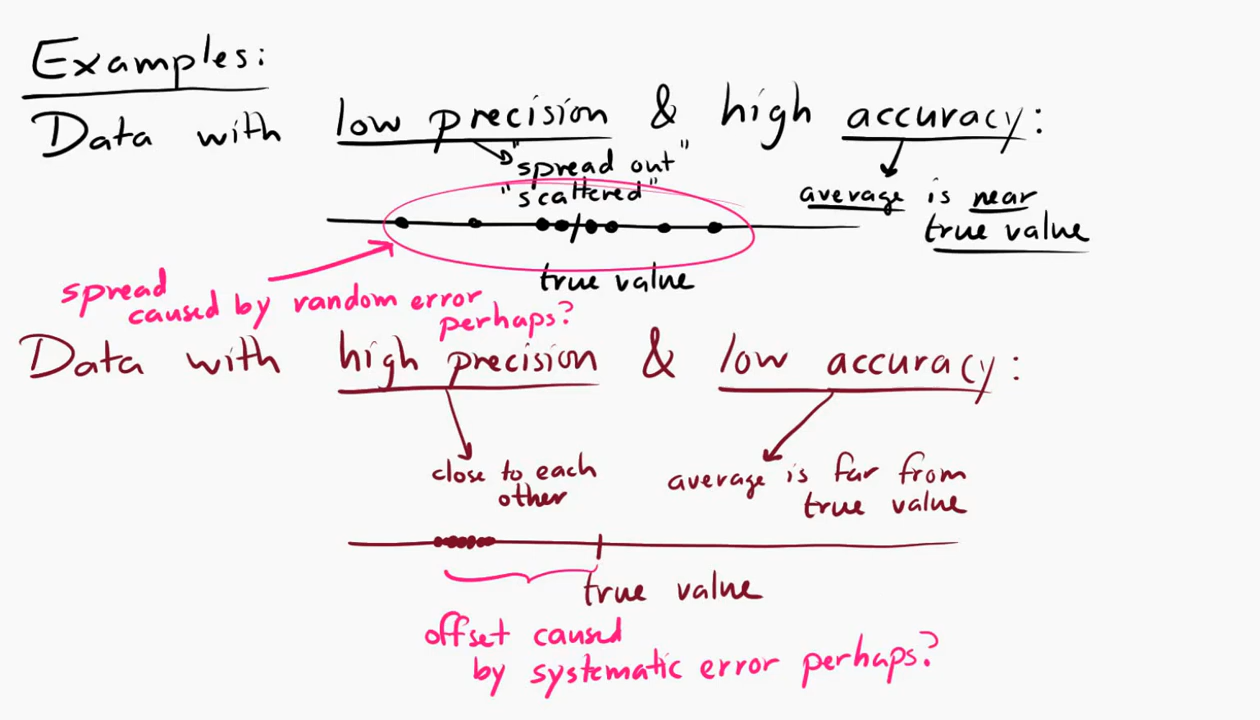 Examples:
Data with low precision & high accuracy:
"spread out"
"scattered"
average is near
true value
true value
spread
caused by random error
perhaps?
Data with high precision & low accuracy:
close to each
other
average is far from
true value
true value
offset caused
by systematic error perhaps?